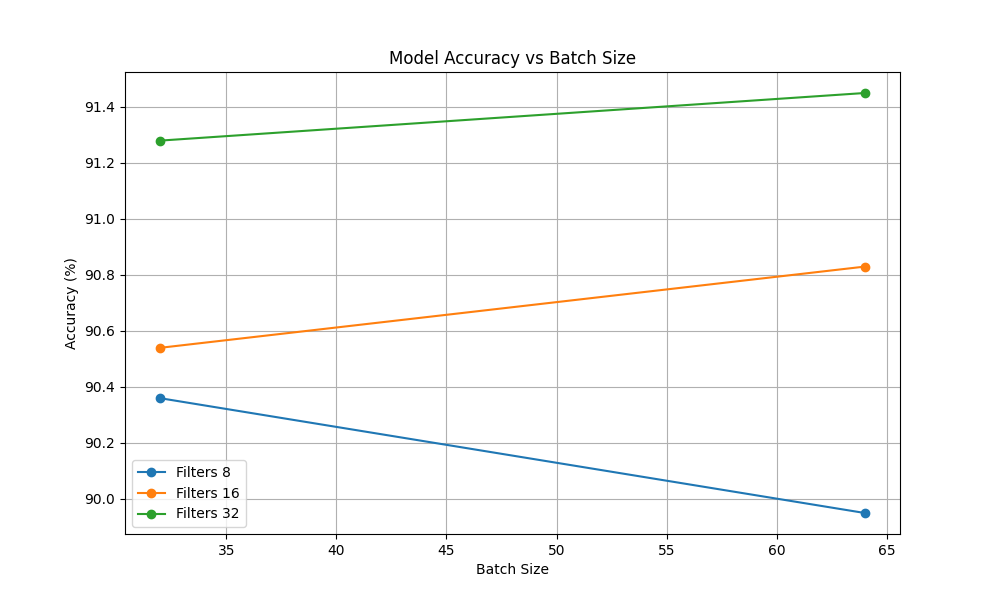 Model Accuracy vs Batch Size
Accuracy (%)
91.4
91.2
91.0
90.8
90.6
90.4
90.2
90.0
Filters 8
Filters 16
Filters 32
35 40 45 50 55 60 65
Batch Size